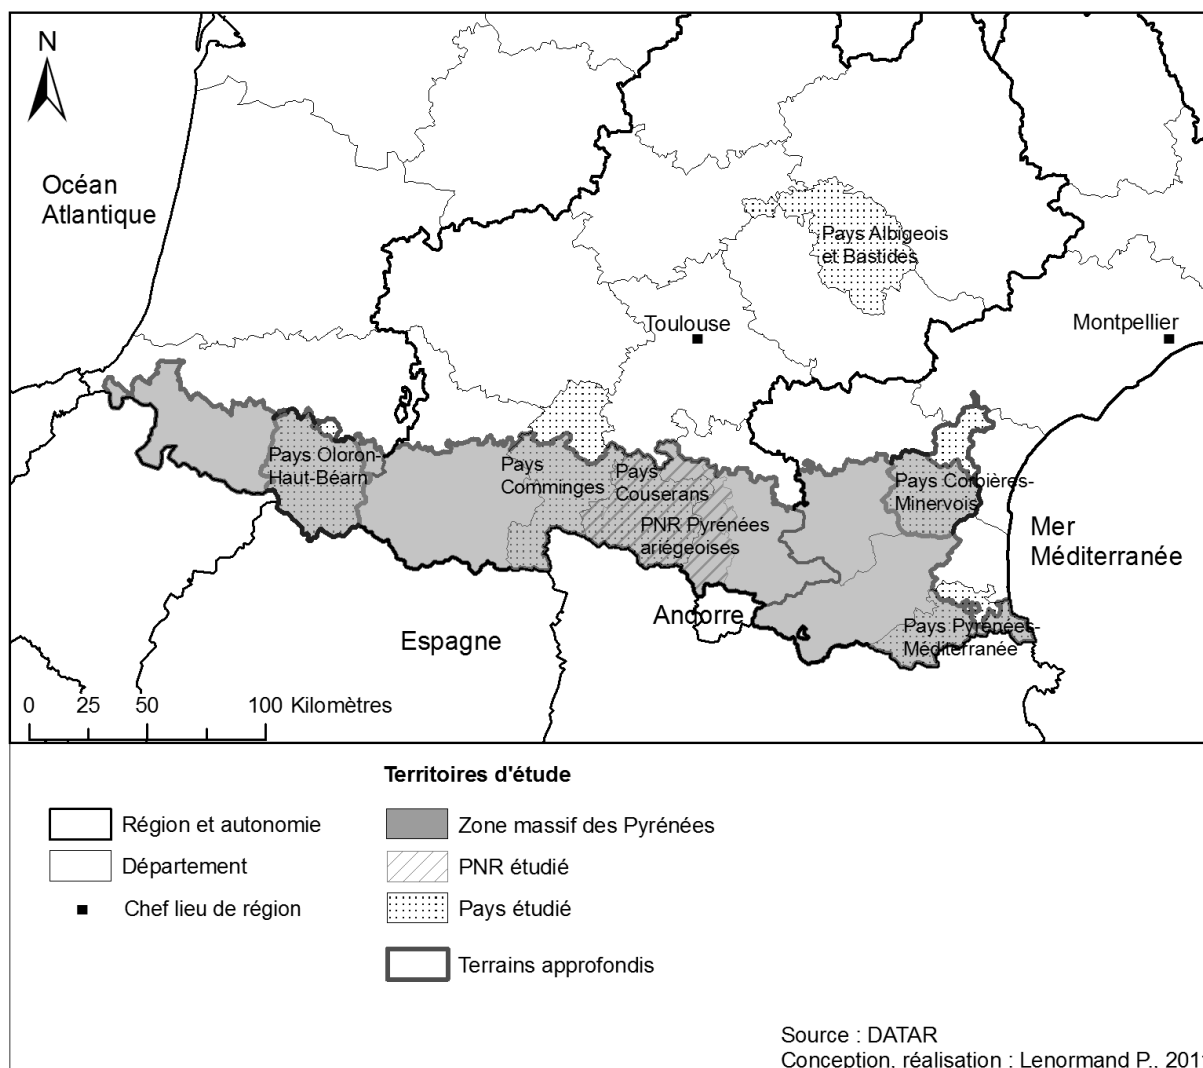 N
Océan
Atlantique
Pays Albigeois
et Bastides
Toulouse
Montpellier
Pays Oloron-
Haut-Béarn
Pays
Comminges
Pays
Couserans
PNR Pyrénées
ariégeoises
Pays Corbières-
Minervois
Mer
Méditerranée
Andorre
Espagne
Pays Pyrénées-
Méditerranée
0 25 50 100 Kilomètres
Territoires d'étude
Région et autonomie
Département
Chef lieu de région
Zone massif des Pyrénées
PNR étudié
Pays étudié
Terrains approfondis
Source : DATAR
Conception, réalisation : Lenormand P.,